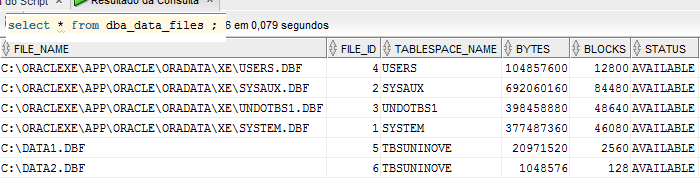 do Script Resultado da Consulta
select * from dba_data_files ; 6 em 0,079 segundos
FILE_NAME FILE_ID TABLESPACE_NAME BYTES BLOCKS STATUS
C:\ORACLEXE\APP\ORACLE\ORADATA\XE\USERS.DBF 4 USERS 104857600 12800 AVAILABLE
C:\ORACLEXE\APP\ORACLE\ORADATA\XE\SYSAUX.DBF 2 SYSAUX 692060160 84480 AVAILABLE
C:\ORACLEXE\APP\ORACLE\ORADATA\XE\UNDOTBS1.DBF 3 UNDOTBS1 398458880 48640 AVAILABLE
C:\ORACLEXE\APP\ORACLE\ORADATA\XE\SYSTEM.DBF 1 SYSTEM 377487360 46080 AVAILABLE
C:\DATA1.DBF 5 TBSUNINOVE 20971520 2560 AVAILABLE
C:\DATA2.DBF 6 TBSUNINOVE 1048576 128 AVAILABLE